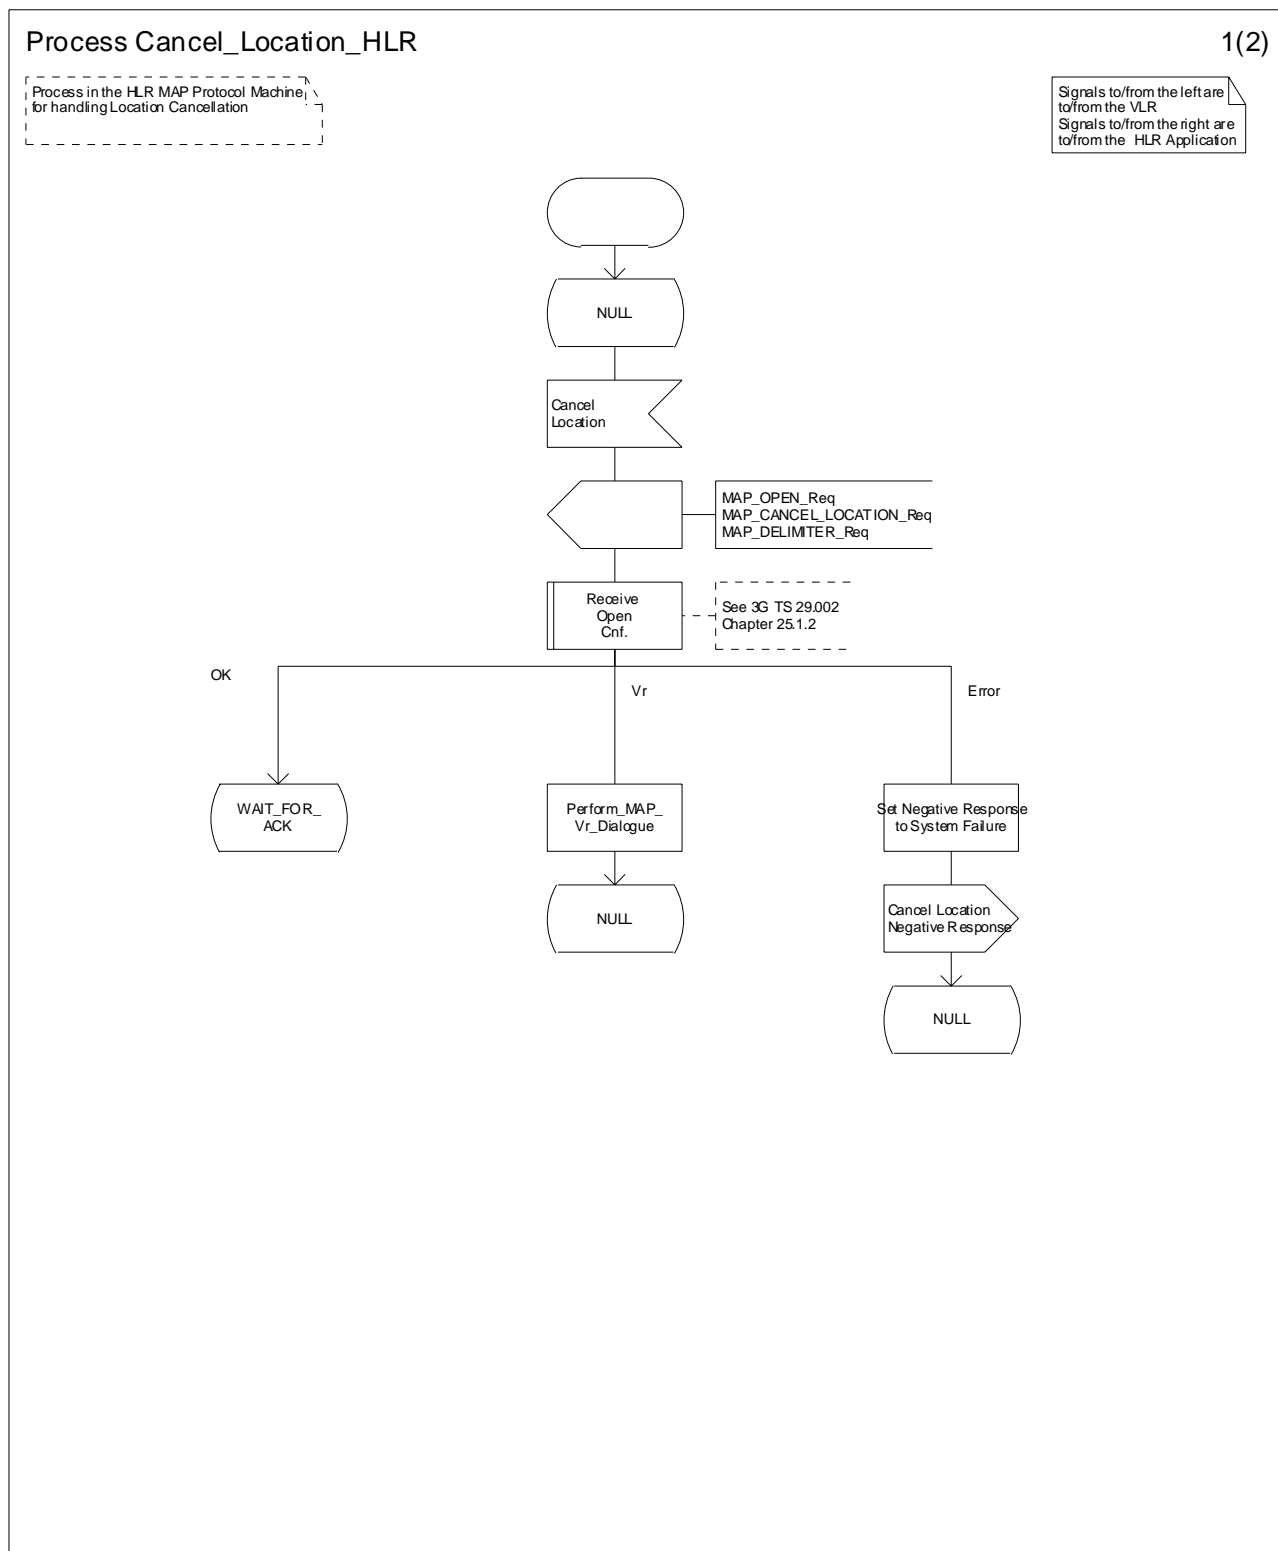 Process Cancel_Location_HLR
1(2)
Process in the HLR MAP Protocol Machine
for handling Location Cancellation
Signals to/from the left are
to/from the VLR
Signals to/from the right are
to/from the HLR Application
NULL
Cancel
Location
MAP_OPEN_Req
MAP_CANCEL_LOCATION_Req
MAP_DELIMITER_Req
Receive
Open
Cnf.
See 3G TS 29.002
Chapter 25.1.2
OK
Vr
Error
WAIT_FOR_
ACK
Perform_MAP_
Vr_Dialogue
Set Negative Response
to System Failure
NULL
Cancel Location
Negative Response
NULL